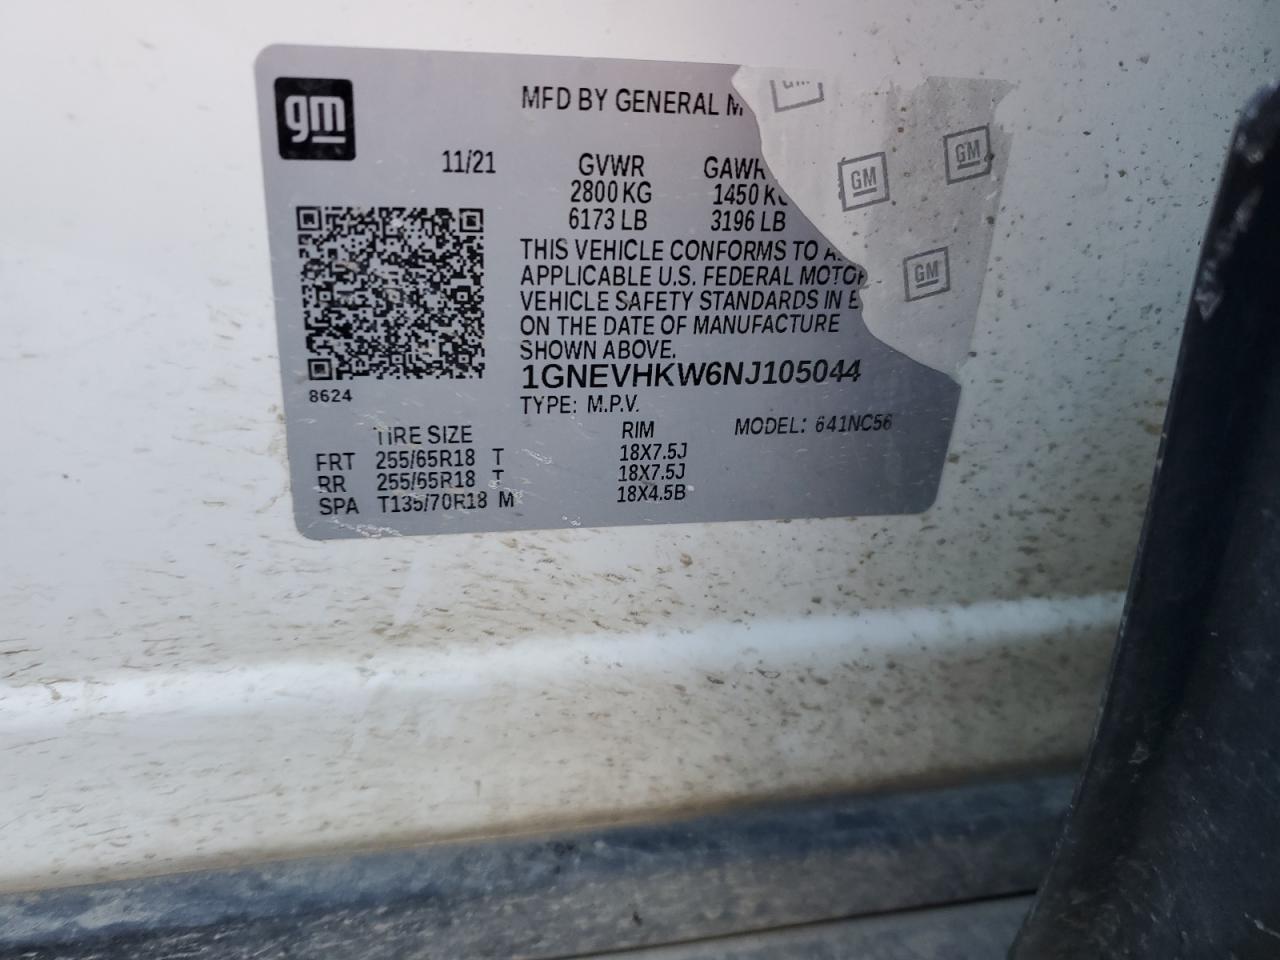 gm
MFD BY GENERAL M
11/21
GVWR GAWR
2800 KG 1450 KG
6173 LB 3196 LB
THIS VEHICLE CONFORMS TO
APPLICABLE U.S. FEDERAL MOTOR
VEHICLE SAFETY STANDARDS IN E
ON THE DATE OF MANUFACTURE
SHOWN ABOVE.
1GNEVHKW6NJ105044
8624
TYPE: M.P.V.
MODEL: 641NC56
TIRE SIZE RIM
FRT 255/65R18 T 18X7.5J
RR 255/65R18 T 18X7.5J
SPA T135/70R18 M 18X4.5B
GM
GM
GM